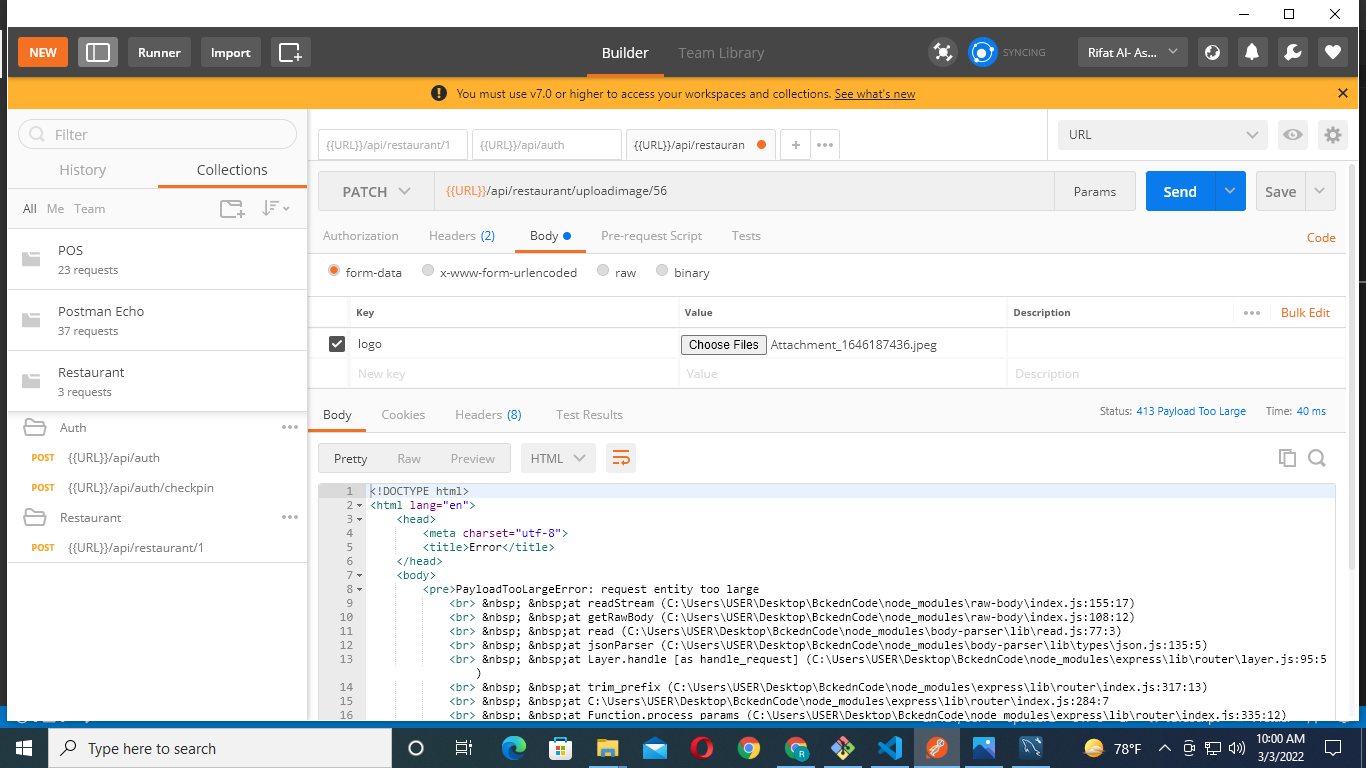 NEW
Runner
Import
Builder
Team Library
SYNCING
Rifat Al- As...
You must use v7.0 or higher to access your workspaces and collections. See what's new
Filter
History
Collections
All Me Team
POS
23 requests
Postman Echo
37 requests
Restaurant
3 requests
Auth
POST {{URL}}/api/auth
POST {{URL}}/api/auth/checkpin
Restaurant
POST {{URL}}/api/restaurant/1
{{URL}}/api/restaurant/1
{{URL}}/api/auth
{{URL}}/api/restauran
URL
PATCH
{{URL}}/api/restaurant/uploadimage/56
Params
Send
Save
Authorization
Headers (2)
Body
Pre-request Script
Tests
Code
form-data
x-www-form-urlencoded
raw
binary
Key Value Description Bulk Edit
logo Choose Files Attachment_1646187436.jpeg
New key Value Description
Body Cookies Headers (8) Test Results
Status: 413 Payload Too Large Time: 40 ms
Pretty Raw Preview HTML
1 <!DOCTYPE html>
2 <html lang="en">
3 <head>
4 <meta charset="utf-8">
5 <title>Error</title>
6 </head>
7 <body>
8 <pre>PayloadTooLargeError: request entity too large
9 <br> &nbsp; &nbsp;at readStream (C:\Users\USER\Desktop\BckednCode\node_modules\raw-body\index.js:155:17)
10 <br> &nbsp; &nbsp;at getRawBody (C:\Users\USER\Desktop\BckednCode\node_modules\raw-body\index.js:108:12)
11 <br> &nbsp; &nbsp;at read (C:\Users\USER\Desktop\BckednCode\node_modules\body-parser\lib\read.js:77:3)
12 <br> &nbsp; &nbsp;at jsonParser (C:\Users\USER\Desktop\BckednCode\node_modules\body-parser\lib\types\json.js:135:5)
13 <br> &nbsp; &nbsp;at Layer.handle [as handle_request] (C:\Users\USER\Desktop\BckednCode\node_modules\express\lib\router\layer.js:95:5
)
14 <br> &nbsp; &nbsp;at trim_prefix (C:\Users\USER\Desktop\BckednCode\node_modules\express\lib\router\index.js:317:13)
15 <br> &nbsp; &nbsp;at C:\Users\USER\Desktop\BckednCode\node_modules\express\lib\router\index.js:284:7
16 <br> &nbsp; &nbsp;at Function.process_params (C:\Users\USER\Desktop\BckednCode\node_modules\express\lib\router\index.js:335:12)
Type here to search
78°F
10:00 AM
3/3/2022